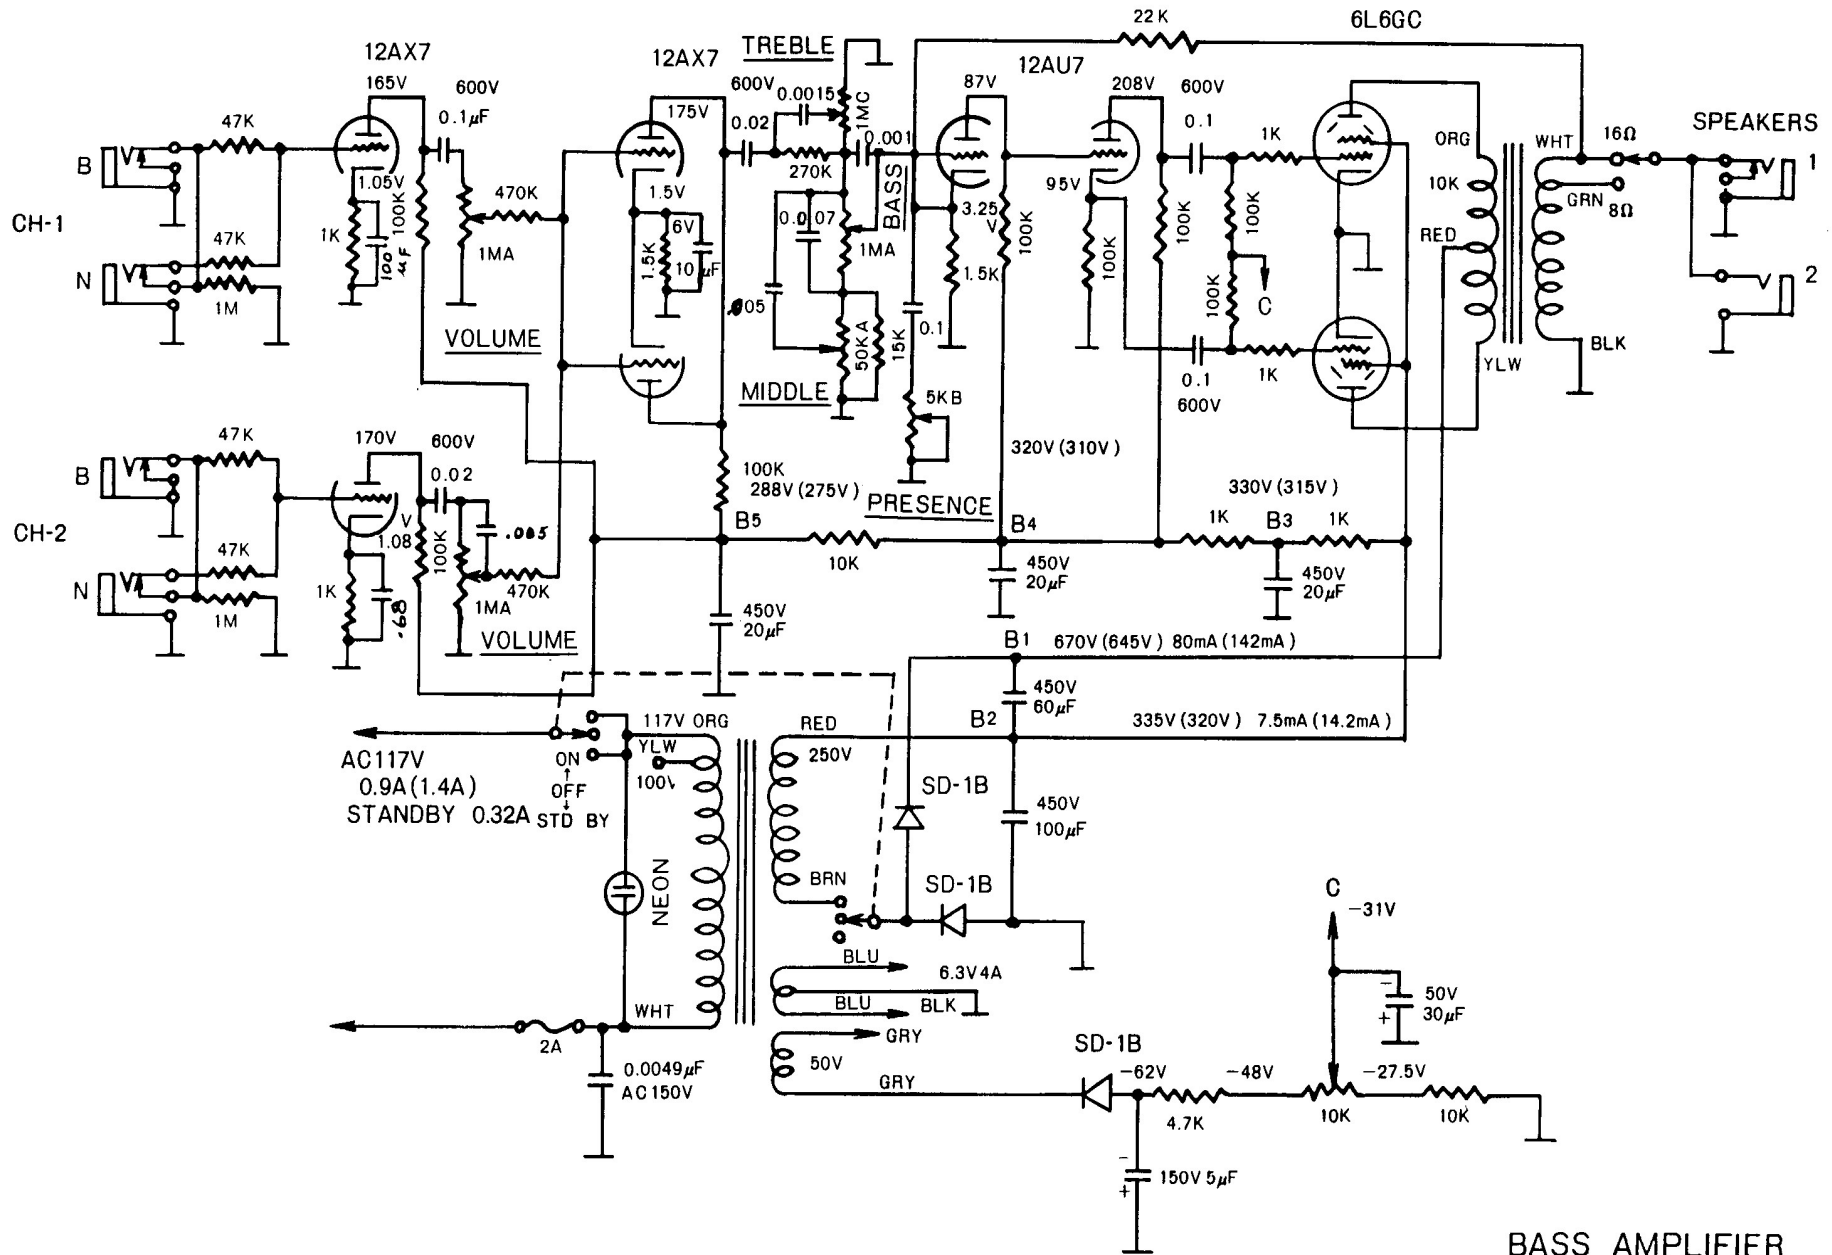 22K
6L6GC
12AX7
12AX7
TREBLE
12AU7
165V
600V
0.1µF
175V
600V
0.0015
1MC
87V
208V
600V
SPEAKERS
47K
0.02
0.001
0.1
1K
ORG
WHT
16Ω
B
1
1.05V
470K
1.5V
270K
BASS
95V
10K
GRN
8Ω
CH-1
1K
100µF
100K
1MA
6V
1.5K
10µF
0.007
1MA
3.25V
100K
100K
100K
100K
RED
47K
N
1M
.005
1.5K
C
100K
2
VOLUME
50KA
15K
0.1
BLK
YLW
MIDDLE
5KB
0.1
600V
1K
47K
170V
600V
0.02
320V (310V)
B
100K
288V (275V)
330V (315V)
PRESENCE
CH-2
V
1.08
.005
B5
B4
1K
B3
1K
47K
100K
10K
N
1K
.68
1MA
470K
450V
20µF
450V
20µF
450V
20µF
1M
VOLUME
B1
670V (645V) 80mA (142mA)
450V
60µF
117V ORG
RED
B2
335V (320V) 7.5mA (14.2mA)
AC117V
0.9A (1.4A)
STANDBY 0.32A
ON
↑
OFF
↓
STD BY
YLW
100V
250V
SD-1B
450V
100µF
NEON
BRN
SD-1B
C
-31V
BLU
6.3V 4A
BLU
BLK
50V
30µF
WHT
2A
GRY
SD-1B
50V
GRY
-62V
-48V
-27.5V
0.0049µF
AC150V
4.7K
10K
10K
150V 5µF
BASS AMPLIFIER